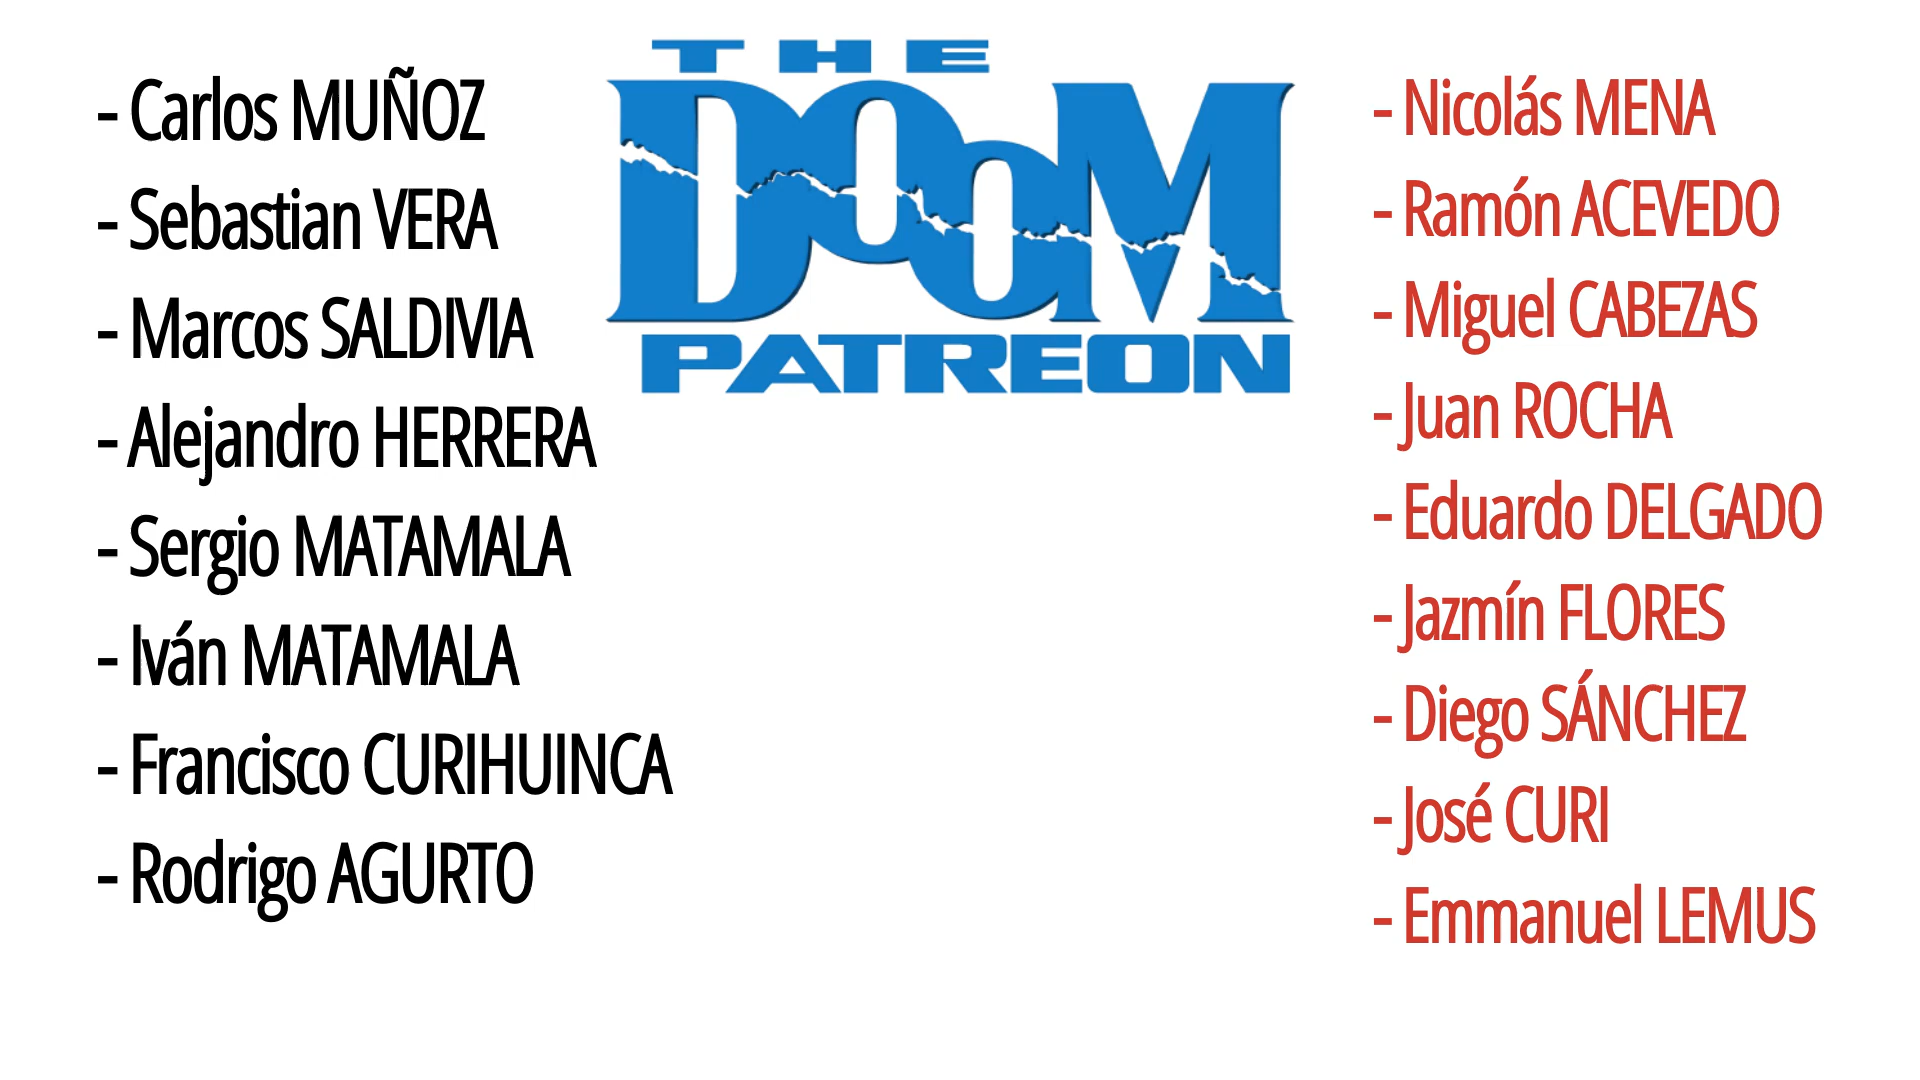 - Carlos MUÑOZ
- Sebastian VERA
- Marcos SALDIVIA
- Alejandro HERRERA
- Sergio MATAMALA
- Iván MATAMALA
- Francisco CURIHUINCA
- Rodrigo AGURTO
THE
DOOM
PATREON
- Nicolás MENA
- Ramón ACEVEDO
- Miguel CABEZAS
- Juan ROCHA
- Eduardo DELGADO
- Jazmín FLORES
- Diego SÁNCHEZ
- José CURI
- Emmanuel LEMUS